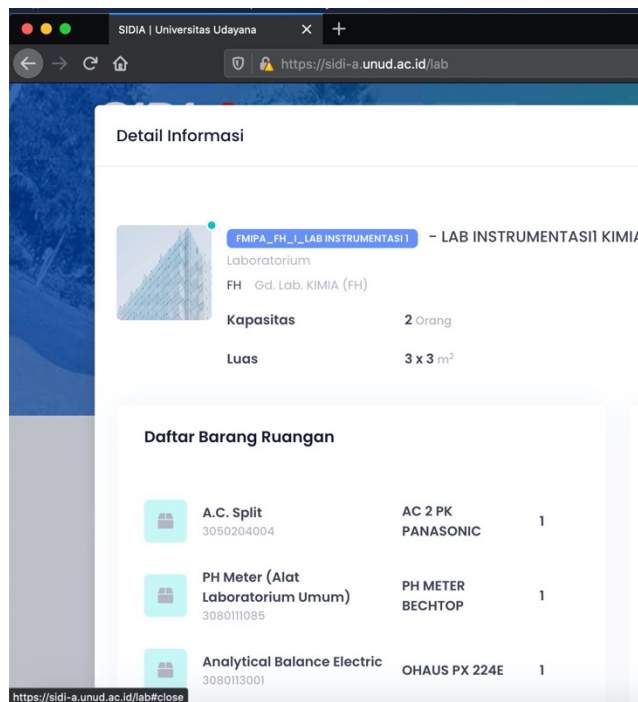 SIDIA | Universitas Udayana
https://sidi-a.unud.ac.id/lab
Detail Informasi
FMIPA_FH_I_LAB INSTRUMENTASI 1 - LAB INSTRUMENTASI1 KIMIA
Laboratorium
FH Gd. Lab. KIMIA (FH)
Kapasitas 2 Orang
Luas 3 x 3 m²
Daftar Barang Ruangan
A.C. Split
3050204004
AC 2 PK
PANASONIC
1
PH Meter (Alat
Laboratorium Umum)
3080111085
PH METER
BECHTOP
1
Analytical Balance Electric
3080113001
OHAUS PX 224E
1
https://sidi-a.unud.ac.id/lab#close